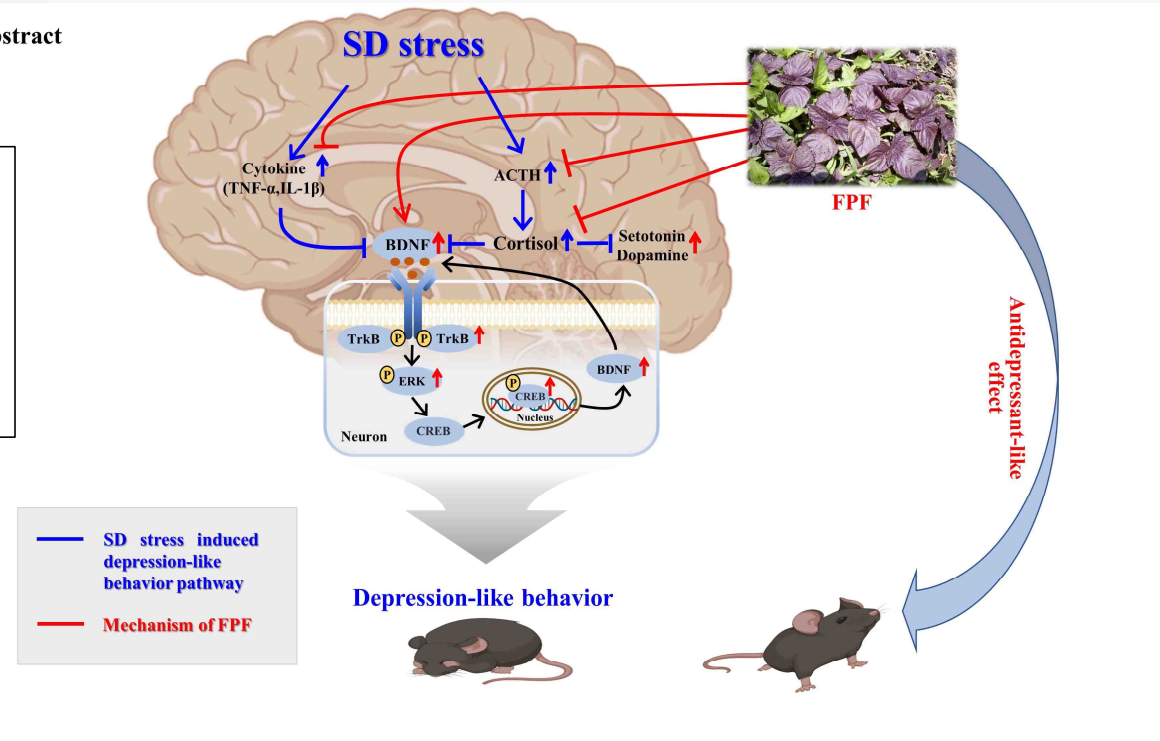 SD stress
Cytokine
(TNF-α,IL-1β)
ACTH
FPF
BDNF
Cortisol
Setotonin
Dopamine
TrkB
P
P
TrkB
P
ERK
P
CREB
Nucleus
BDNF
CREB
Neuron
Antidepressant-like
effect
SD stress induced
depression-like
behavior pathway
Mechanism of FPF
Depression-like behavior